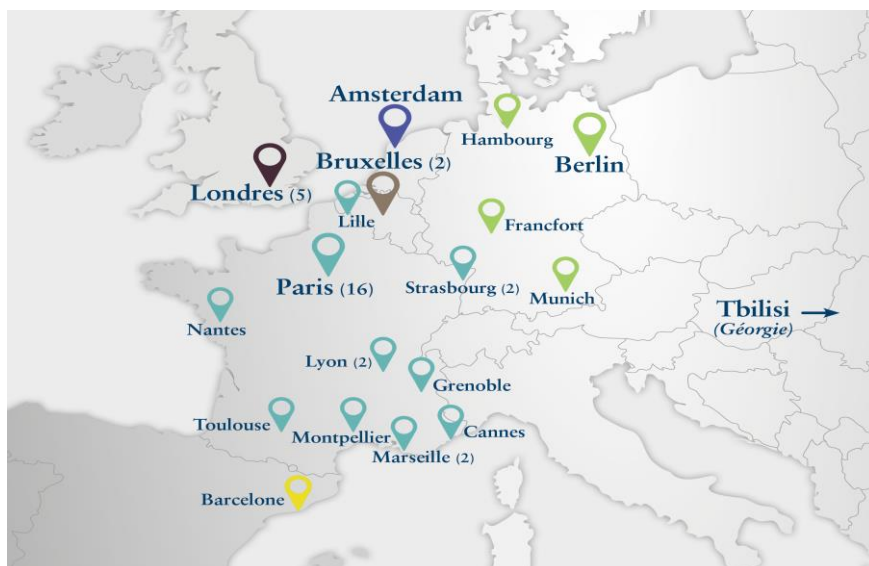 Amsterdam
Hambourg
Bruxelles (2)
Berlin
Londres (5)
Lille
Francfort
Paris (16)
Strasbourg (2)
Munich
Tbilisi
(Géorgie)
Nantes
Lyon (2)
Grenoble
Toulouse
Montpellier
Cannes
Marseille (2)
Barcelone